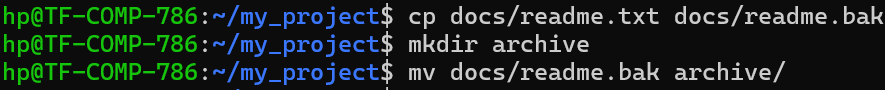 hp@TF-COMP-786:~/my_project$ cp docs/readme.txt docs/readme.bak
hp@TF-COMP-786:~/my_project$ mkdir archive
hp@TF-COMP-786:~/my_project$ mv docs/readme.bak archive/